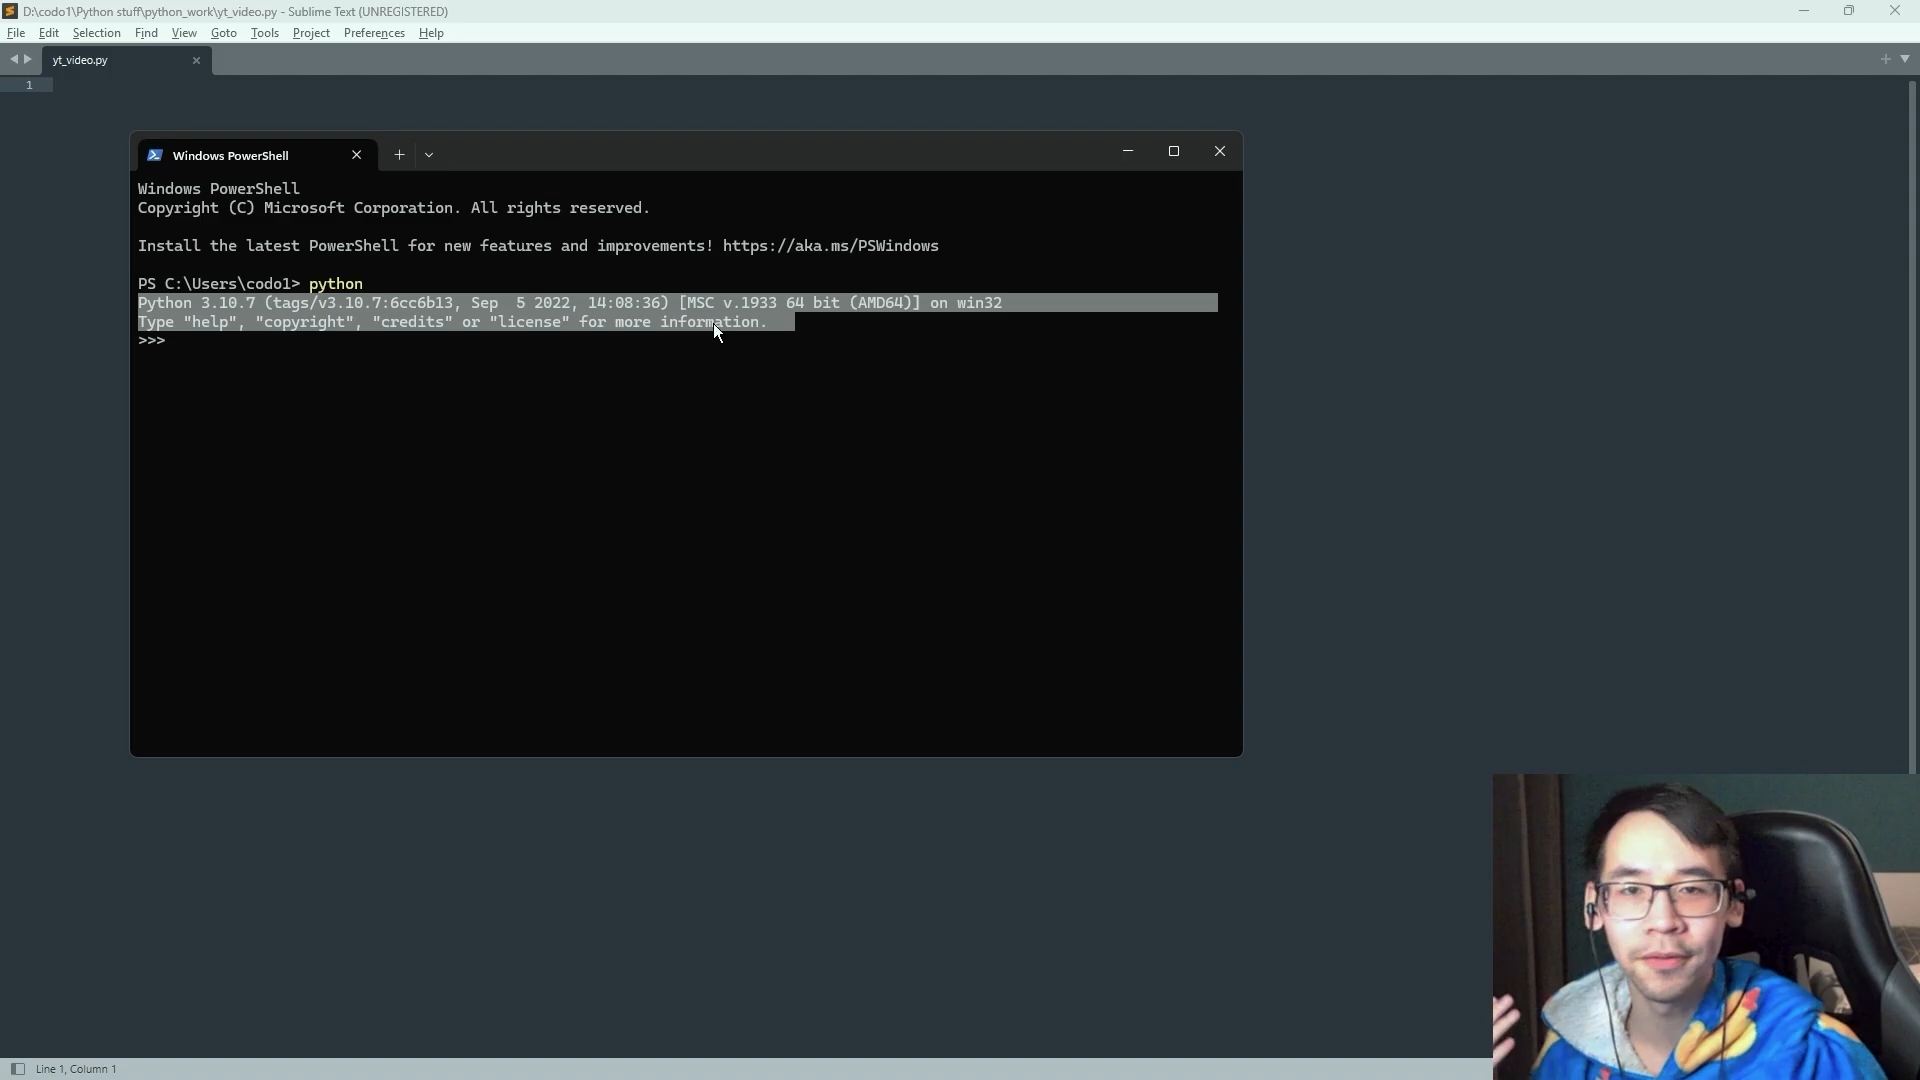 D:\codo1\Python stuff\python_work\yt_video.py - Sublime Text (UNREGISTERED)
File Edit Selection Find View Goto Tools Project Preferences Help
yt_video.py
1
Windows PowerShell
Windows PowerShell
Copyright (C) Microsoft Corporation. All rights reserved.
Install the latest PowerShell for new features and improvements! https://aka.ms/PSWindows
PS C:\Users\codo1> python
Python 3.10.7 (tags/v3.10.7:6cc6b13, Sep  5 2022, 14:08:36) [MSC v.1933 64 bit (AMD64)] on win32
Type "help", "copyright", "credits" or "license" for more information.
>>>
Line 1, Column 1